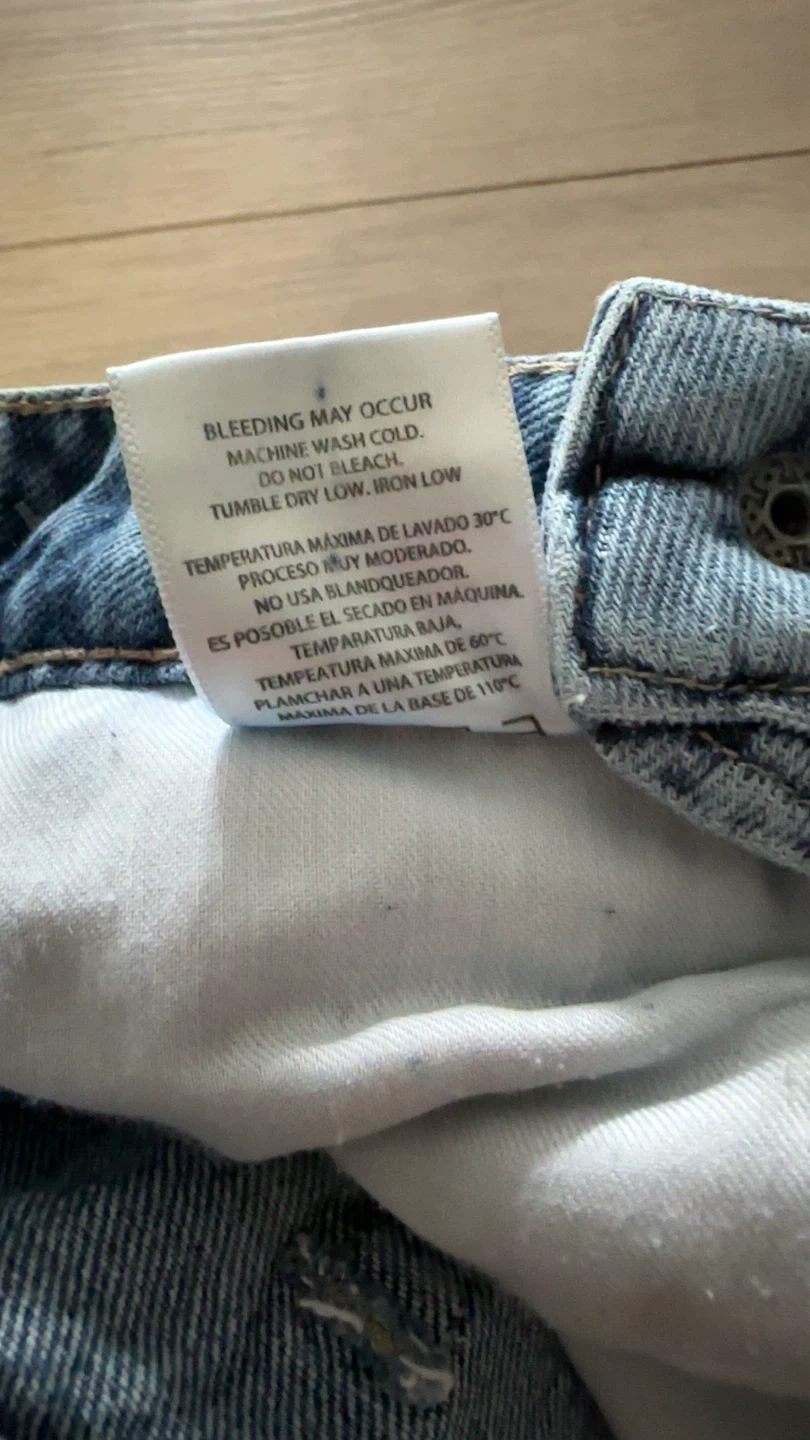 BLEEDING MAY OCCUR
MACHINE WASH COLD.
DO NOT BLEACH.
TUMBLE DRY LOW. IRON LOW
TEMPERATURA MÁXIMA DE LAVADO 30°C
PROCESO MUY MODERADO.
NO USA BLANDQUEADOR.
ES POSOBLE EL SECADO EN MÁQUINA.
TEMPARATURA BAJA,
TEMPEATURA MAXIMA DE 60°C
PLAMCHAR A UNA TEMPERATURA
MÁXIMA DE LA BASE DE 110°C